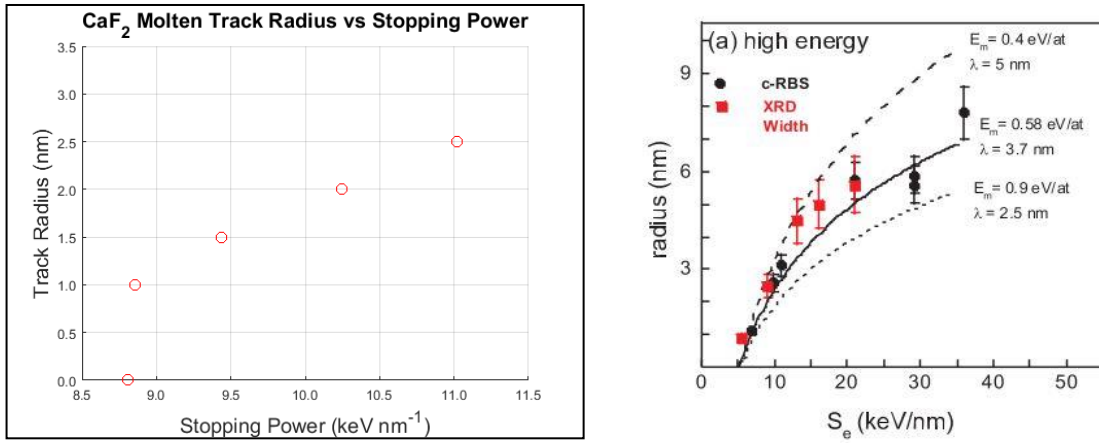 CaF2 Molten Track Radius vs Stopping Power
3.5
3.0
2.5
2.0
1.5
1.0
0.5
0.0
Track Radius (nm)
8.5 9.0 9.5 10.0 10.5 11.0 11.5
Stopping Power (keV nm-1)
(a) high energy
c-RBS
XRD
Width
Em= 0.4 eV/at
λ = 5 nm
Em= 0.58 eV/at
λ = 3.7 nm
Em= 0.9 eV/at
λ = 2.5 nm
9
6
3
radius (nm)
0 10 20 30 40 50
Se (keV/nm)